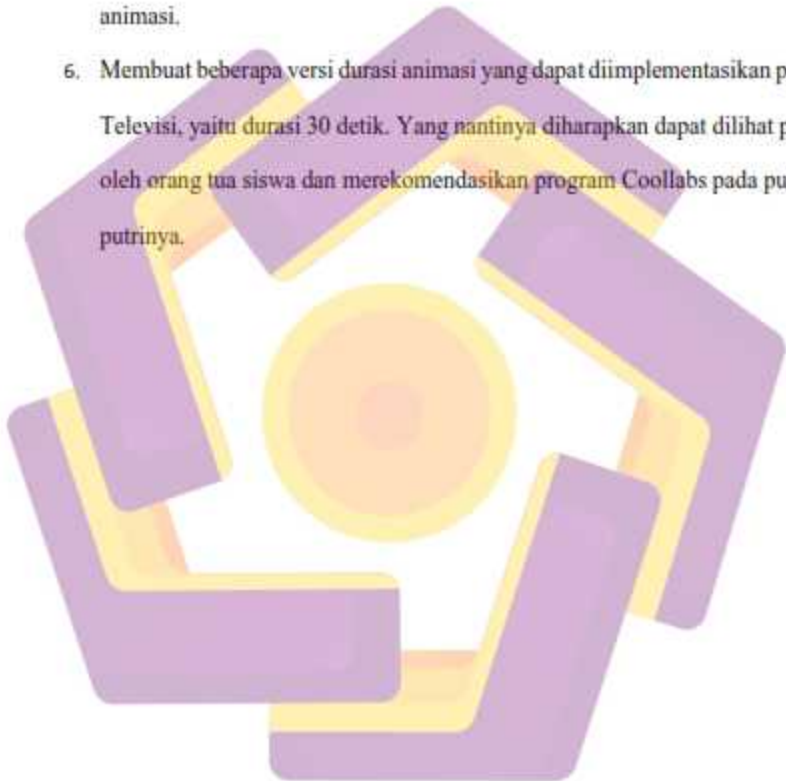 animasi.
6. Membuat beberapa versi durasi animasi yang dapat diimplementasikan p
Televisi, yaitu durasi 30 detik. Yang nantinya diharapkan dapat dilihat p
oleh orang tua siswa dan merekomendasikan program Coollabs pada pu
putrinya.